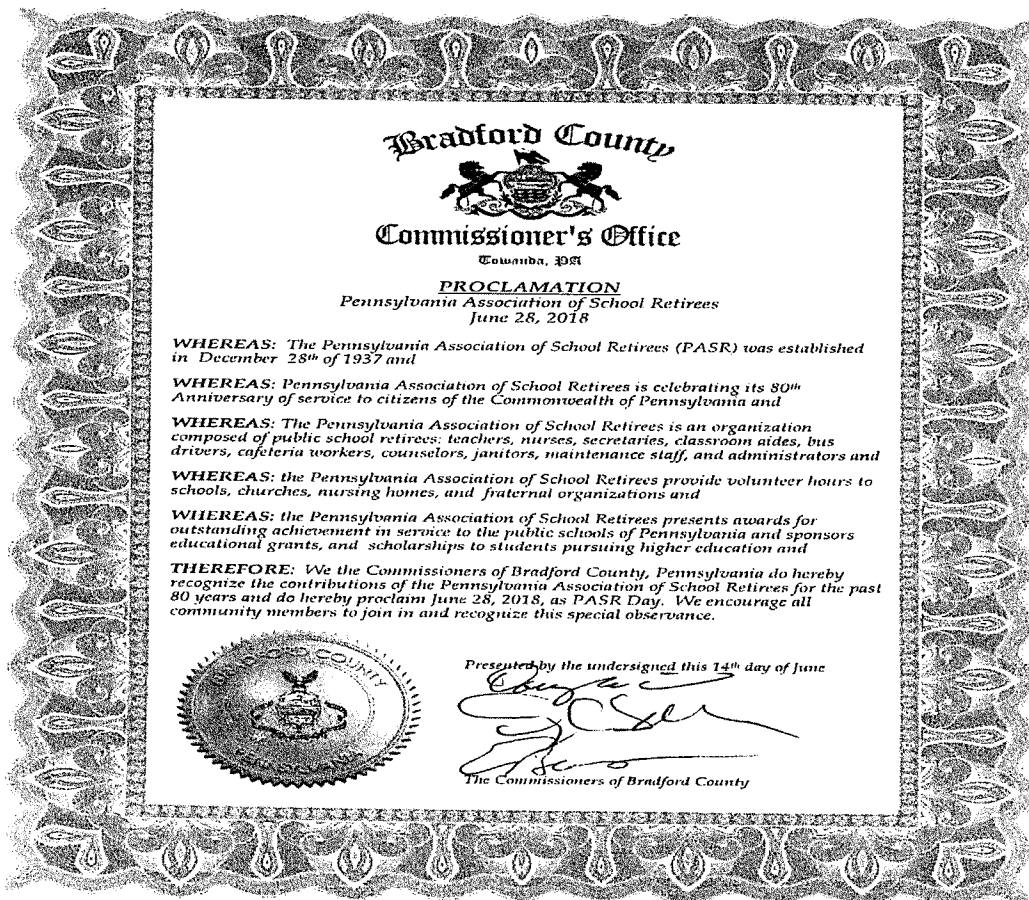 Bradford County
Commissioner's Office
Towanda, PA
PROCLAMATION
Pennsylvania Association of School Retirees
June 28, 2018
WHEREAS: The Pennsylvania Association of School Retirees (PASR) was established
in December 28th of 1937 and
WHEREAS: Pennsylvania Association of School Retirees is celebrating its 80th
Anniversary of service to citizens of the Commonwealth of Pennsylvania and
WHEREAS: The Pennsylvania Association of School Retirees is an organization
composed of public school retirees: teachers, nurses, secretaries, classroom aides, bus
drivers, cafeteria workers, counselors, janitors, maintenance staff, and administrators and
WHEREAS: the Pennsylvania Association of School Retirees provide volunteer hours to
schools, churches, nursing homes, and fraternal organizations and
WHEREAS: the Pennsylvania Association of School Retirees presents awards for
outstanding achievement in service to the public schools of Pennsylvania and sponsors
educational grants, and scholarships to students pursuing higher education and
THEREFORE: We the Commissioners of Bradford County, Pennsylvania do hereby
recognize the contributions of the Pennsylvania Association of School Retirees for the past
80 years and do hereby proclaim June 28, 2018, as PASR Day. We encourage all
community members to join in and recognize this special observance.
BRADFORD COUNTY
Presented by the undersigned this 14th day of June
The Commissioners of Bradford County